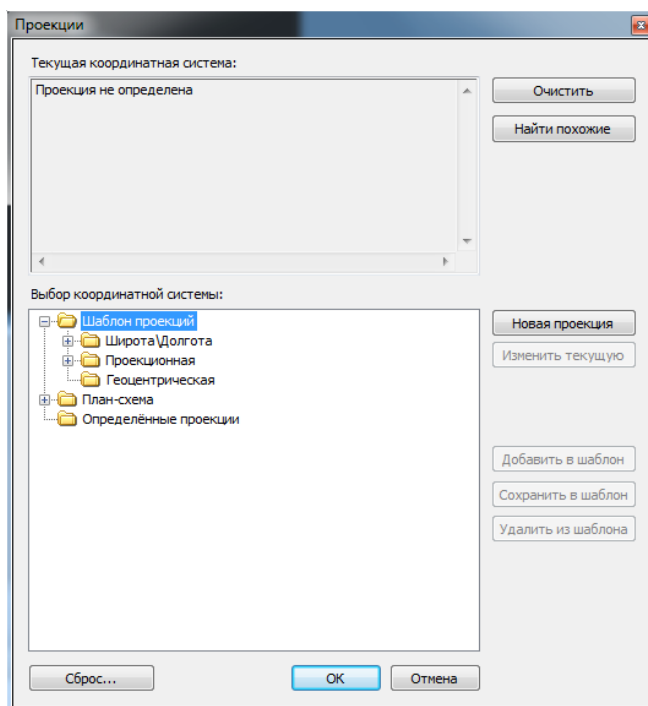 Проекции
Текущая координатная система:
Проекция не определена
Очистить
Найти похожие
Выбор координатной системы:
Шаблон проекций
Широта\Долгота
Проекционная
Геоцентрическая
План-схема
Определённые проекции
Новая проекция
Изменить текущую
Добавить в шаблон
Сохранить в шаблон
Удалить из шаблона
Сброс...
ОК
Отмена